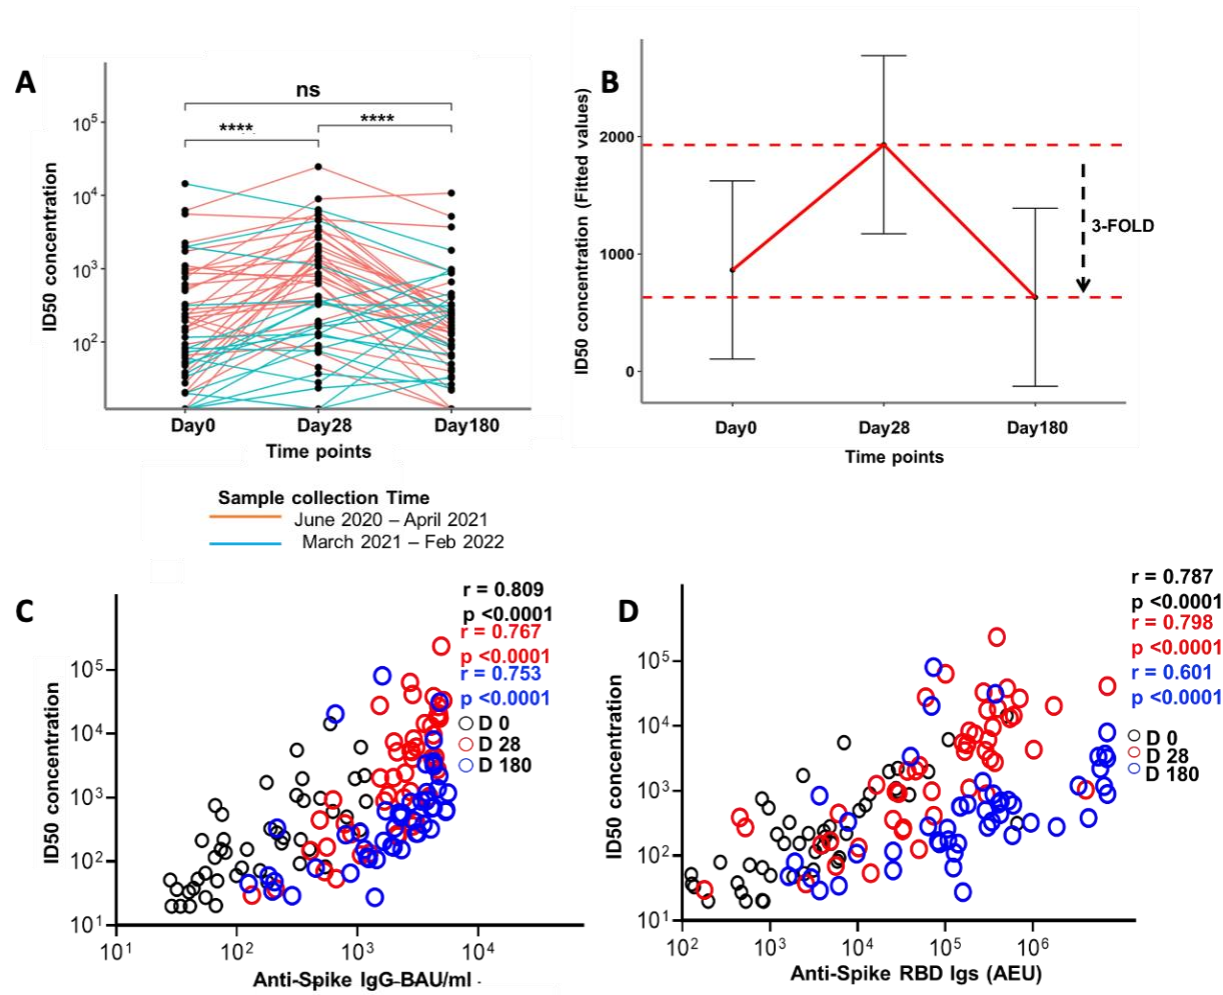 A
ns
****
****
10^5
10^4
10^3
10^2
ID50 concentration
Day0 Day28 Day180
Time points
B
2000
1000
0
ID50 concentration (Fitted values)
3-FOLD
Day0 Day28 Day180
Time points
Sample collection Time
June 2020 – April 2021
March 2021 – Feb 2022
C
r = 0.809
p <0.0001
r = 0.767
p <0.0001
r = 0.753
p <0.0001
D 0
D 28
D 180
10^5
10^4
10^3
10^2
10^1
ID50 concentration
10^1 10^2 10^3 10^4
Anti-Spike IgG BAU/ml
D
r = 0.787
p <0.0001
r = 0.798
p <0.0001
r = 0.601
p <0.0001
D 0
D 28
D 180
10^5
10^4
10^3
10^2
10^1
ID50 concentration
10^2 10^3 10^4 10^5 10^6
Anti-Spike RBD Igs (AEU)